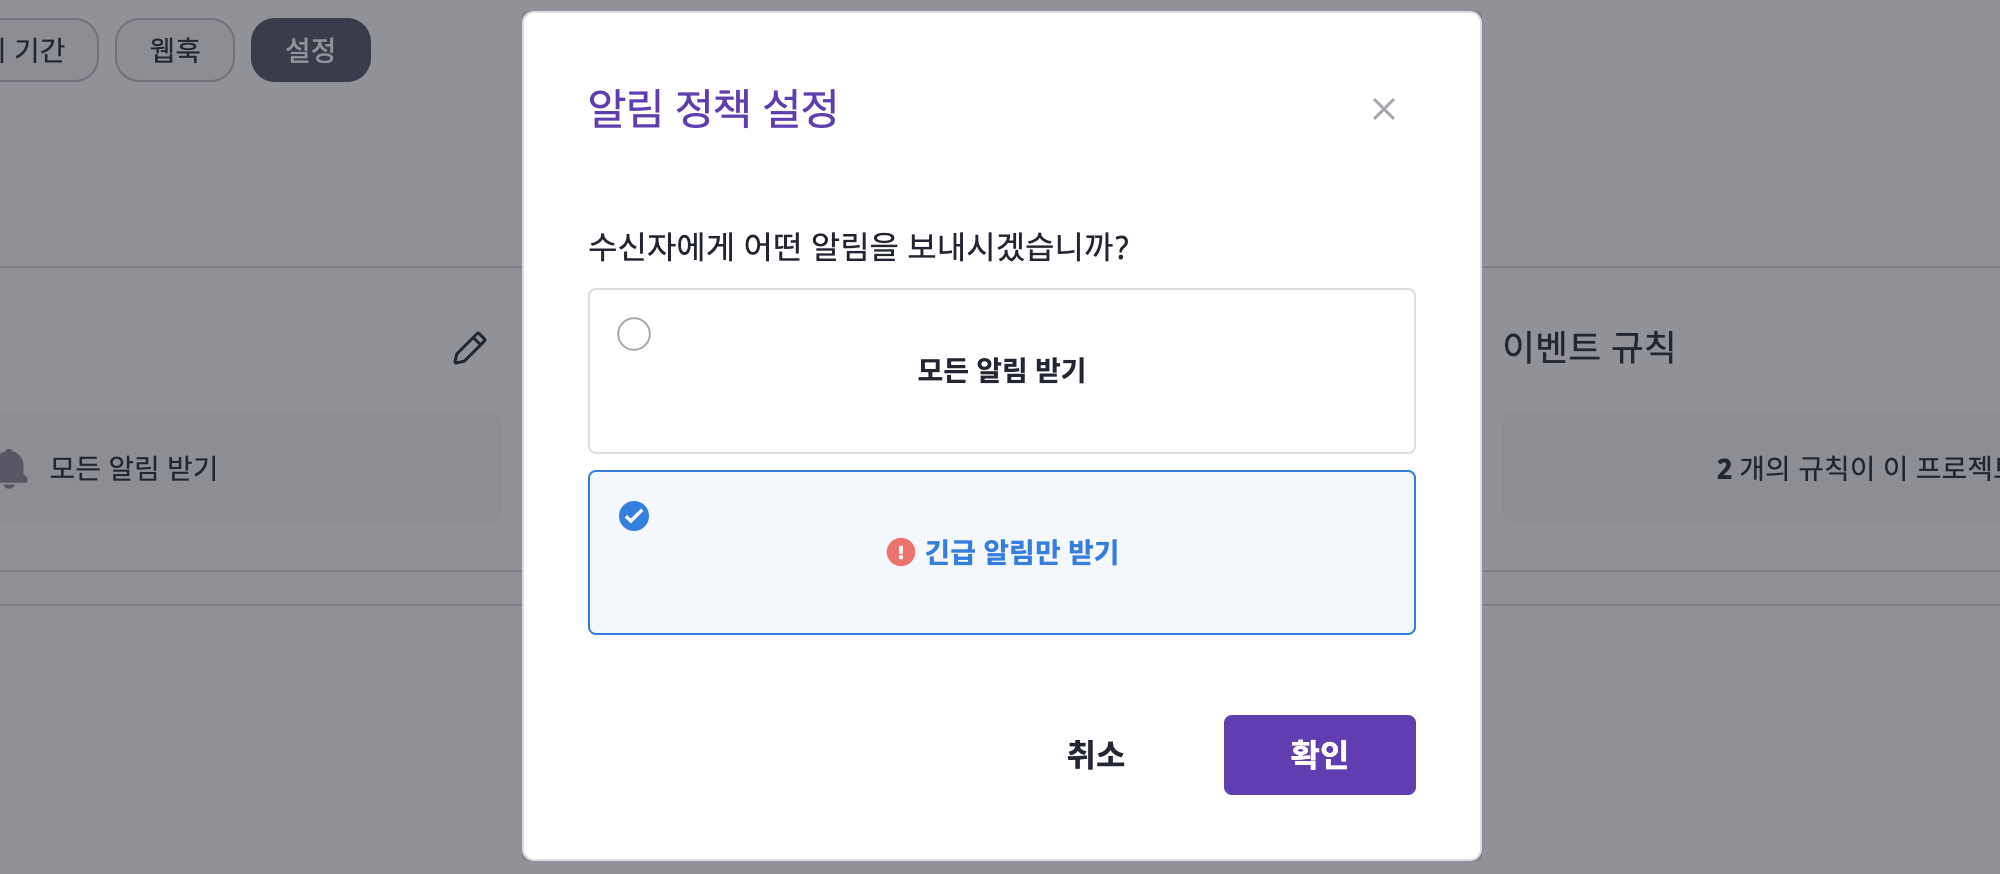 기간
웹훅
설정
알림 정책 설정
수신자에게 어떤 알림을 보내시겠습니까?
모든 알림 받기
긴급 알림만 받기
취소
확인
모든 알림 받기
이벤트 규칙
2 개의 규칙이 이 프로젝